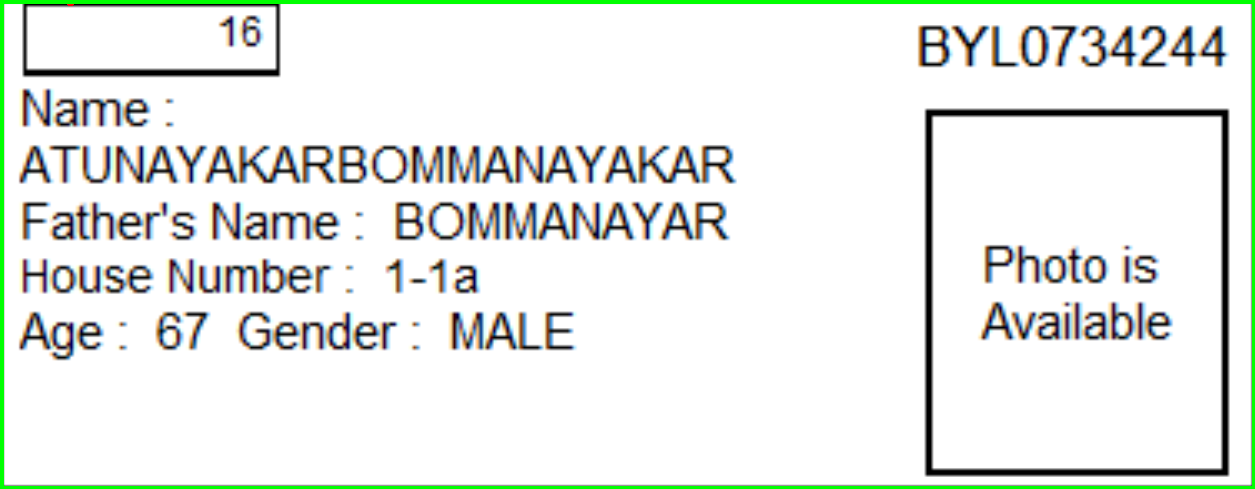 16
BYL0734244
Name :
ATUNAYAKARBOMMANAYAKAR
Father's Name : BOMMANAYAR
House Number : 1-1a
Age : 67 Gender : MALE
Photo is
Available